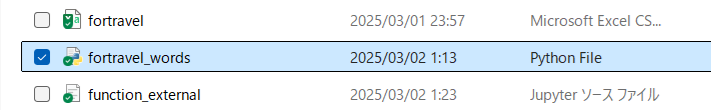 fortravel 2025/03/01 23:57 Microsoft Excel CS...
fortravel_words 2025/03/02 1:13 Python File
function_external 2025/03/02 1:23 Jupyter ソース ファイル